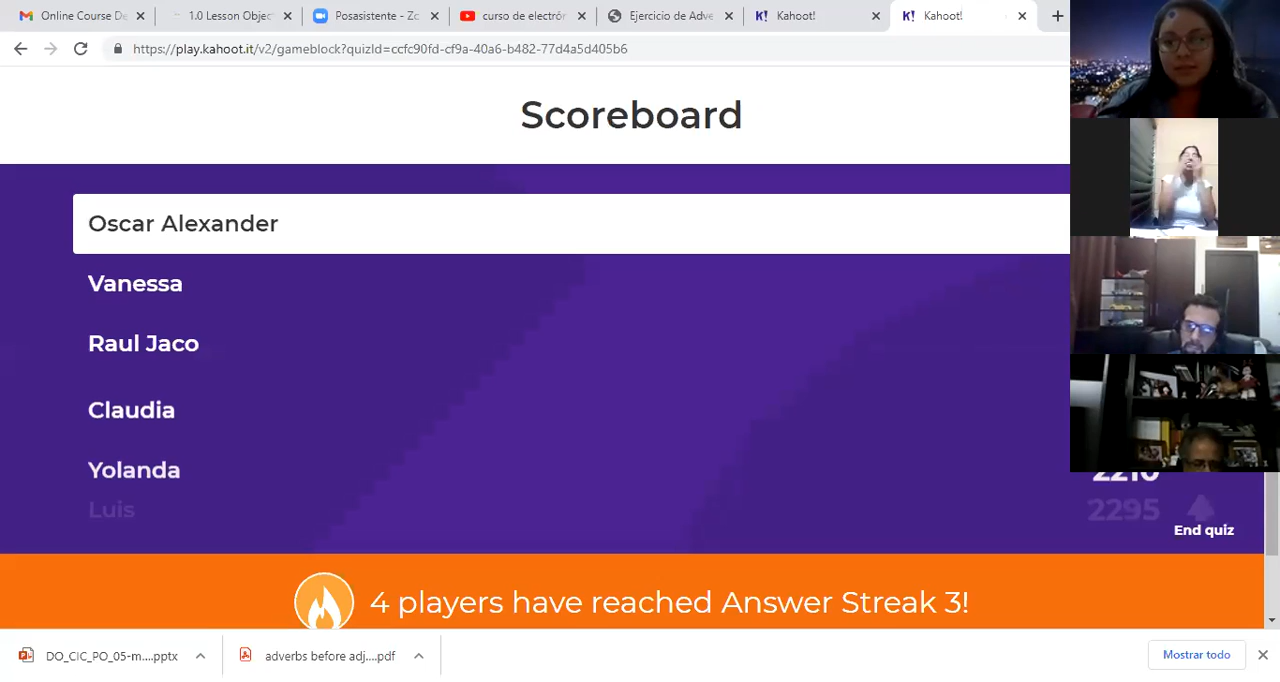 Online Course De
1.0 Lesson Objec
Posasistente - Zo
curso de electrór
Ejercicio de Adve
Kahoot!
Kahoot!
https://play.kahoot.it/v2/gameblock?quizId=ccfc90fd-cf9a-40a6-b482-77d4a5d405b6
Scoreboard
Oscar Alexander
Vanessa
Raul Jaco
Claudia
Yolanda
Luis 2295
End quiz
4 players have reached Answer Streak 3!
DO_CIC_PO_05-m....pptx
adverbs before adj....pdf
Mostrar todo